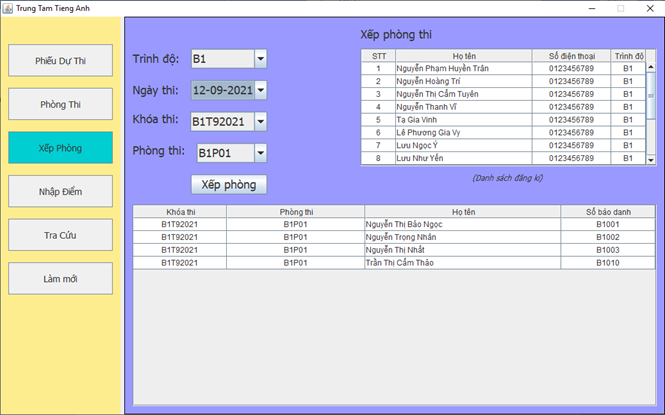 Trung Tam Tieng Anh
Phiếu Dự Thi
Phòng Thi
Xếp Phòng
Nhập Điểm
Tra Cứu
Làm mới
Trình độ: B1
Ngày thi: 12-09-2021
Khóa thi: B1T92021
Phòng thi: B1P01
Xếp phòng
Xếp phòng thi
STT Họ tên Số điện thoại Trình độ
1 Nguyễn Phạm Huyền Trân 0123456789 B1
2 Nguyễn Hoàng Trí 0123456789 B1
3 Nguyễn Thị Cẩm Tuyên 0123456789 B1
4 Nguyễn Thanh Vĩ 0123456789 B1
5 Tạ Gia Vinh 0123456789 B1
6 Lê Phương Gia Vy 0123456789 B1
7 Lưu Ngọc Ý 0123456789 B1
8 Lưu Như Yến 0123456789 B1
(Danh sách đăng kí)
Khóa thi Phòng thi Họ tên Số báo danh
B1T92021 B1P01 Nguyễn Thị Bảo Ngọc B1001
B1T92021 B1P01 Nguyễn Trọng Nhân B1002
B1T92021 B1P01 Nguyễn Thị Nhất B1003
B1T92021 B1P01 Trần Thị Cẩm Thảo B1010